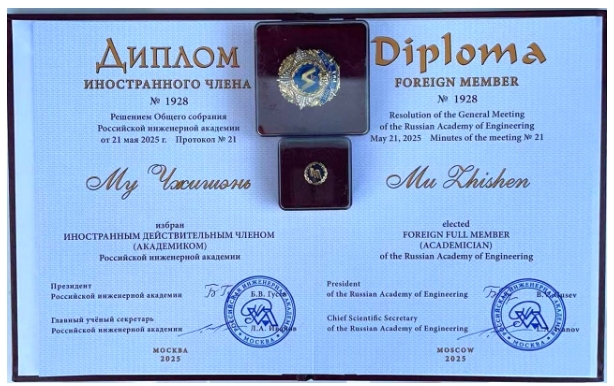 Диплом
ИНОСТРАННОГО ЧЛЕНА
№ 1928
Решением Общего собрания
Российской инженерной академии
от 21 мая 2025 г. Протокол № 21
Му Чжишэнь
избран
ИНОСТРАННЫМ ДЕЙСТВИТЕЛЬНЫМ ЧЛЕНОМ
(АКАДЕМИКОМ)
Российской инженерной академии
Президент
Российской инженерной академии Б.В. Гусев
Главный учёный секретарь
Российской инженерной академии Л.А. Иванов
МОСКВА
2025
Diploma
FOREIGN MEMBER
№ 1928
Resolution of the General Meeting
of the Russian Academy of Engineering
May 21, 2025 Minutes of the meeting № 21
Mu Zhishen
elected
FOREIGN FULL MEMBER
(ACADEMICIAN)
of the Russian Academy of Engineering
President
of the Russian Academy of Engineering
Chief Scientific Secretary
of the Russian Academy of Engineering
MOSCOW
2025